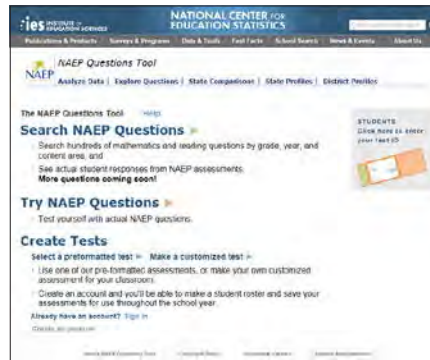 ies INSTITUTE OF EDUCATION SCIENCES
NATIONAL CENTER FOR
EDUCATION STATISTICS
Publications & Products Surveys & Programs Data & Tools Fast Facts School Search News & Events About Us
NAEP
NAEP Questions Tool
Analyze Data | Explore Questions | State Comparisons | State Profiles | District Profiles
The NAEP Questions Tool Help
Search NAEP Questions
Search hundreds of mathematics and reading questions by grade, year, and
content area, and
See actual student responses from NAEP assessments.
More questions coming soon!
STUDENTS
Click here to enter
your test ID
Try NAEP Questions
Test yourself with actual NAEP questions.
Create Tests
Select a preformatted test Make a customized test
Use one of our pre-formatted assessments, or make your own customized
assessment for your classroom.
Create an account and you'll be able to make a student roster and save your
assessments for use throughout the school year.
Already have an account? Sign in
Create an account